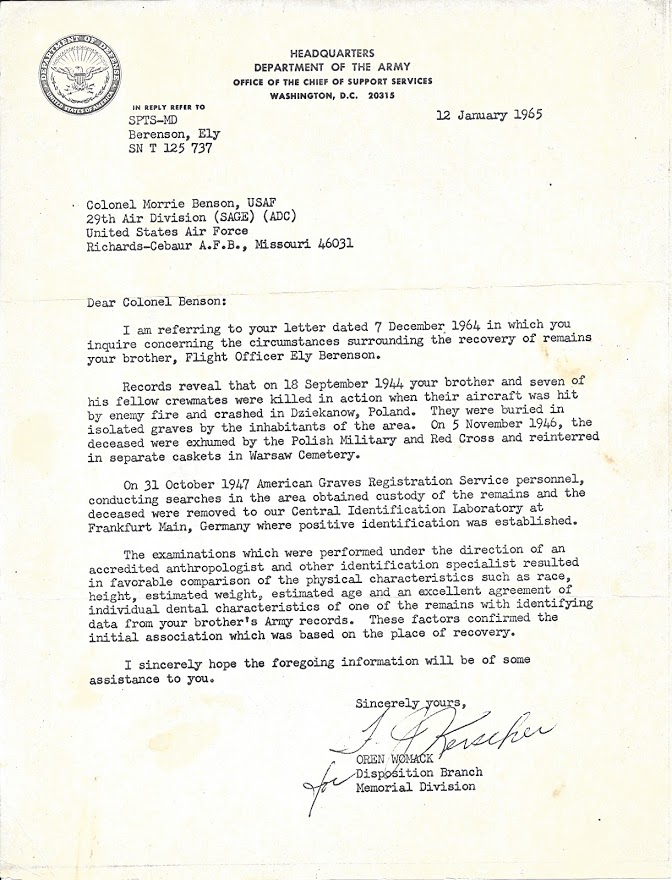 DEPARTMENT OF DEFENSE
UNITED STATES OF AMERICA
HEADQUARTERS
DEPARTMENT OF THE ARMY
OFFICE OF THE CHIEF OF SUPPORT SERVICES
WASHINGTON, D.C. 20315
IN REPLY REFER TO
SPTS-MD
Berenson, Ely
SN T 125 737
12 January 1965
Colonel Morrie Benson, USAF
29th Air Division (SAGE) (ADC)
United States Air Force
Richards-Cebaur A.F.B., Missouri 46031
Dear Colonel Benson:
I am referring to your letter dated 7 December 1964 in which you
inquire concerning the circumstances surrounding the recovery of remains
your brother, Flight Officer Ely Berenson.
Records reveal that on 18 September 1944 your brother and seven of
his fellow crewmates were killed in action when their aircraft was hit
by enemy fire and crashed in Dziekanow, Poland. They were buried in
isolated graves by the inhabitants of the area. On 5 November 1946, the
deceased were exhumed by the Polish Military and Red Cross and reinterred
in separate caskets in Warsaw Cemetery.
On 31 October 1947 American Graves Registration Service personnel,
conducting searches in the area obtained custody of the remains and the
deceased were removed to our Central Identification Laboratory at
Frankfurt Main, Germany where positive identification was established.
The examinations which were performed under the direction of an
accredited anthropologist and other identification specialist resulted
in favorable comparison of the physical characteristics such as race,
height, estimated weight, estimated age and an excellent agreement of
individual dental characteristics of one of the remains with identifying
data from your brother's Army records. These factors confirmed the
initial association which was based on the place of recovery.
I sincerely hope the foregoing information will be of some
assistance to you.
Sincerely yours,
Kerscher
OREN WOMACK
for Disposition Branch
Memorial Division